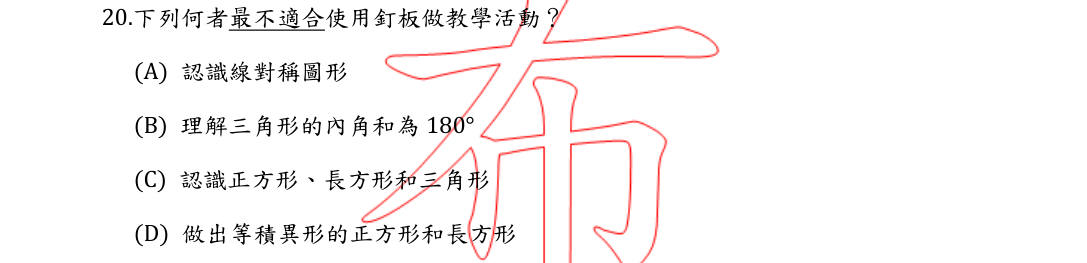 20.下列何者最不適合使用釘板做教學活動？
(A) 認識線對稱圖形
(B) 理解三角形的內角和為 180°
(C) 認識正方形、長方形和三角形
(D) 做出等積異形的正方形和長方形